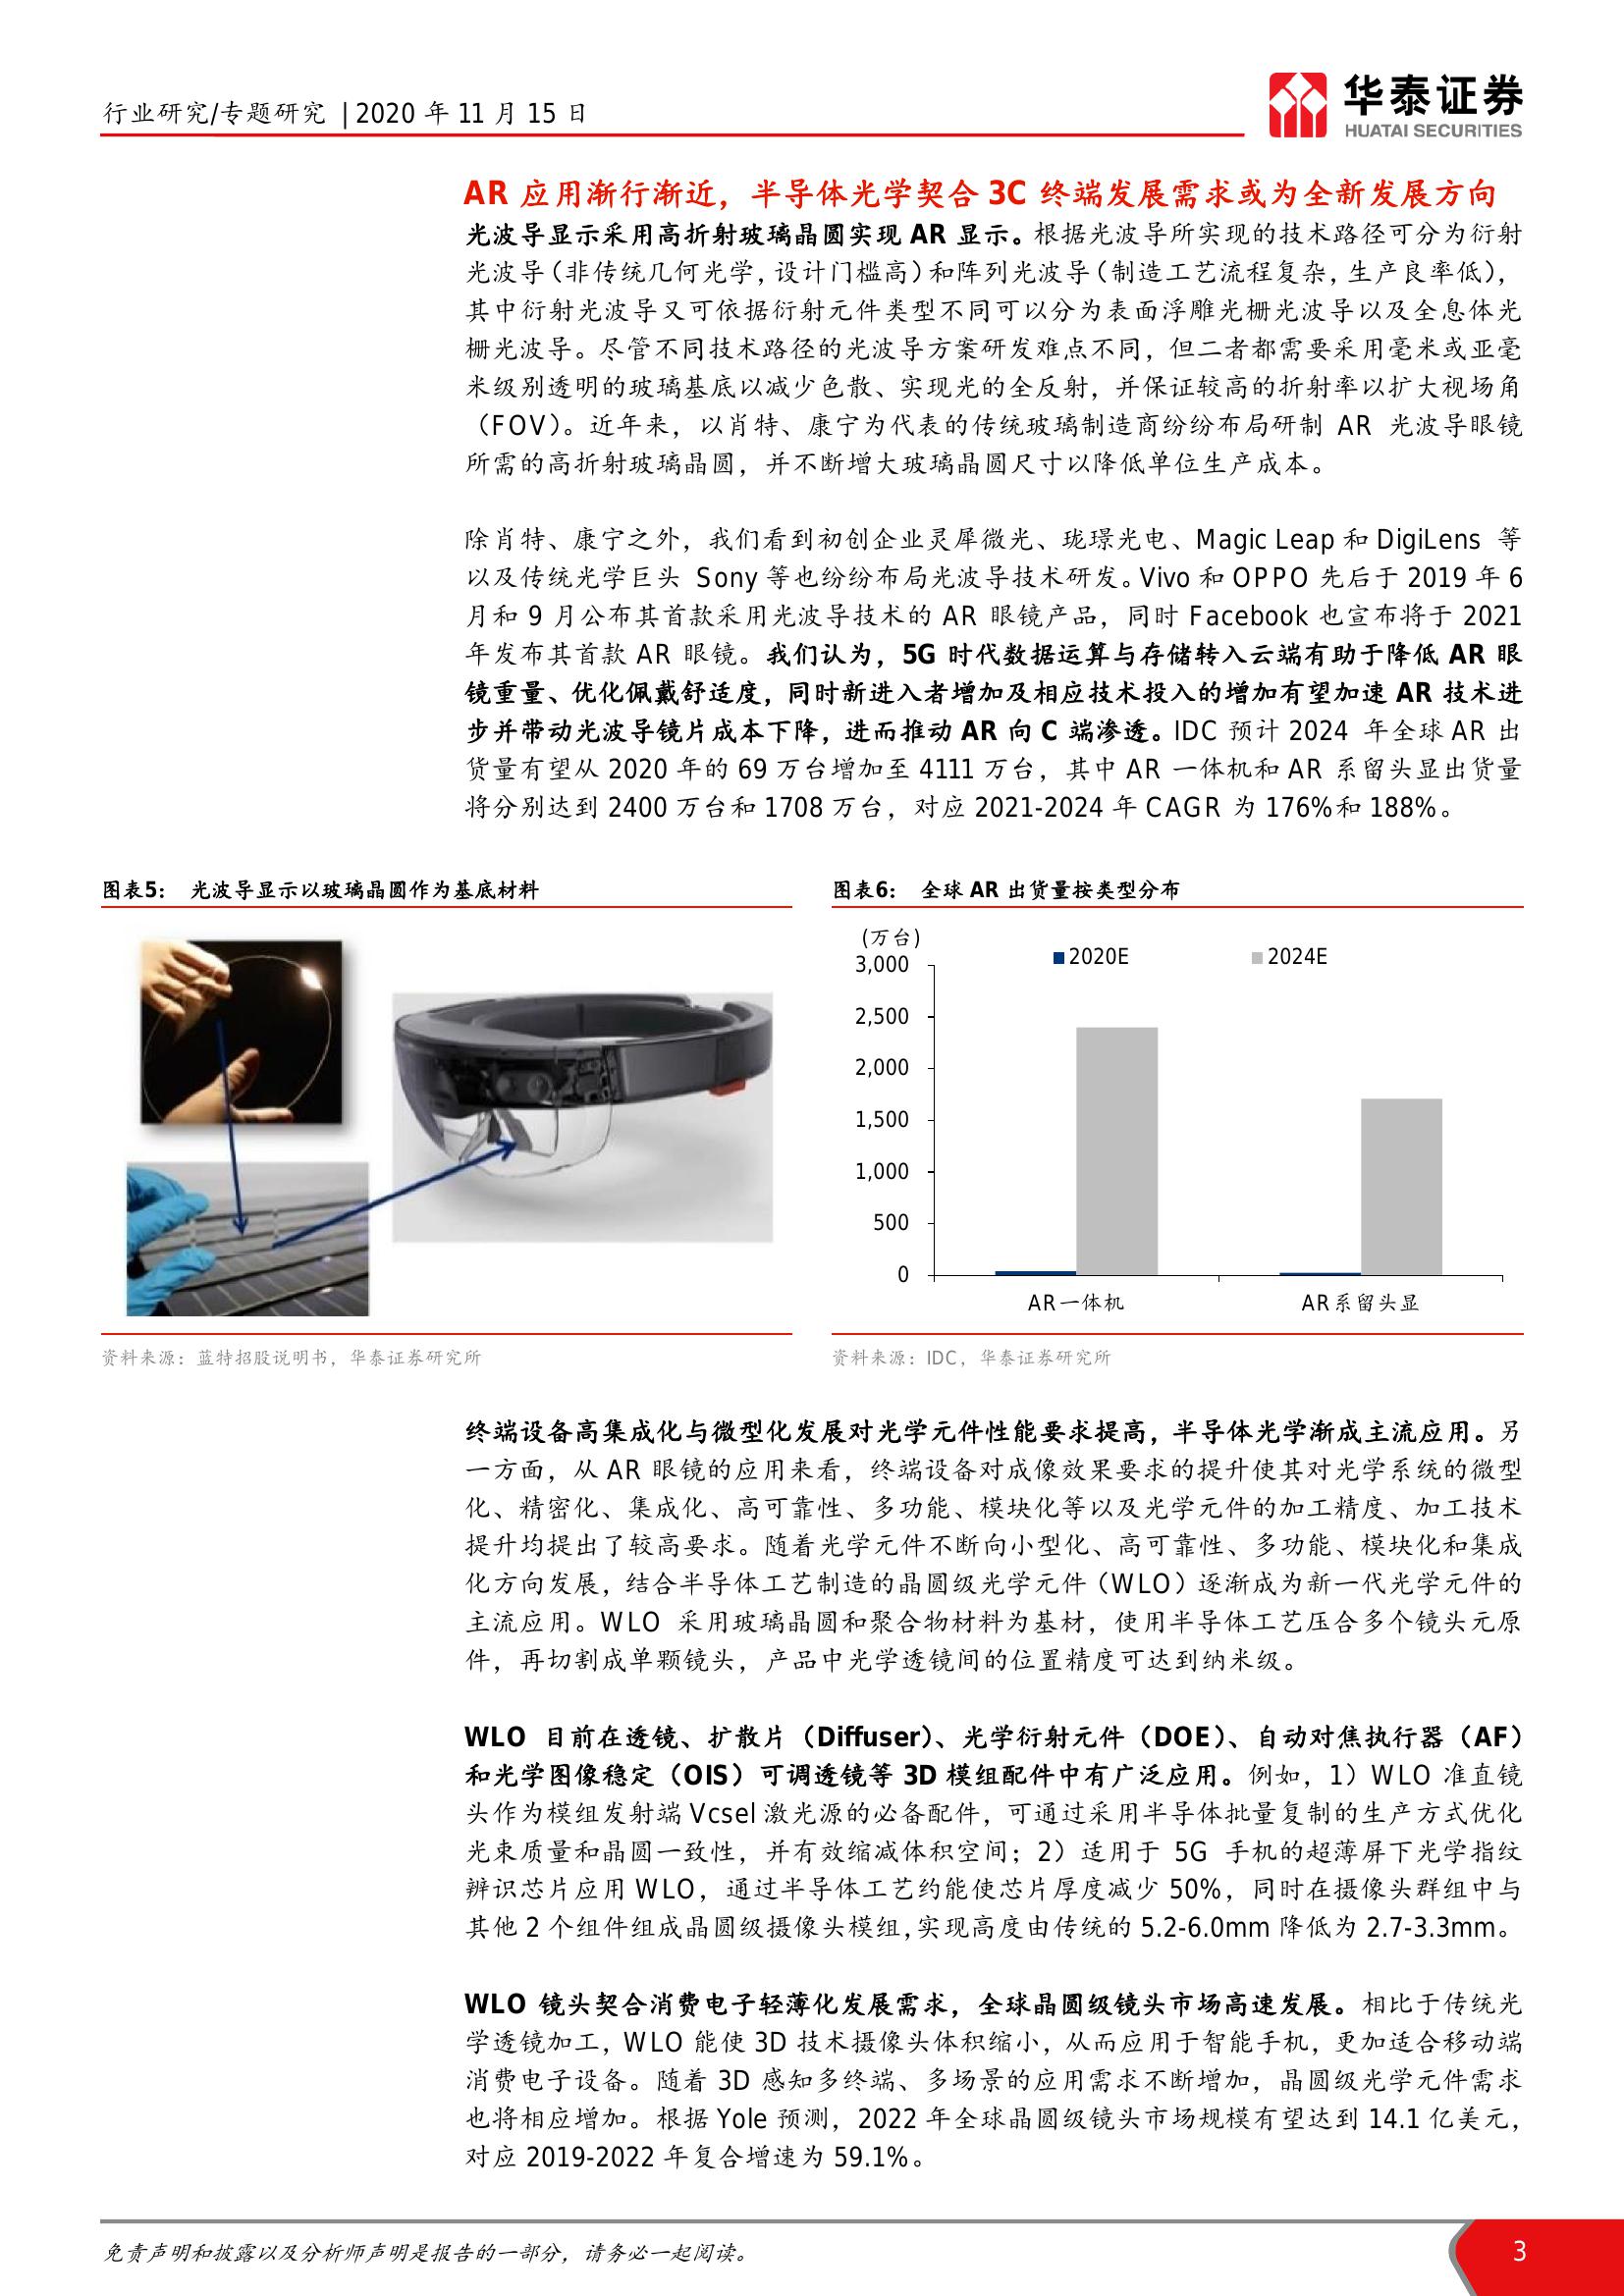 行业研究/专题研究 | 2020 年 11 月 15 日
华泰证券
HUATAI SECURITIES
AR 应用渐行渐近，半导体光学契合 3C 终端发展需求或为全新发展方向
光波导显示采用高折射玻璃晶圆实现 AR 显示。根据光波导所实现的技术路径可分为衍射
光波导（非传统几何光学，设计门槛高）和阵列光波导（制造工艺流程复杂，生产良率低），
其中衍射光波导又可依据衍射元件类型不同可以分为表面浮雕光栅光波导以及全息体光
栅光波导。尽管不同技术路径的光波导方案研发难点不同，但二者都需要采用毫米或亚毫
米级别透明的玻璃基底以减少色散、实现光的全反射，并保证较高的折射率以扩大视场角
（FOV）。近年来，以肖特、康宁为代表的传统玻璃制造商纷纷布局研制 AR 光波导眼镜
所需的高折射玻璃晶圆，并不断增大玻璃晶圆尺寸以降低单位生产成本。
除肖特、康宁之外，我们看到初创企业灵犀微光、珑璟光电、Magic Leap 和 DigiLens 等
以及传统光学巨头 Sony 等也纷纷布局光波导技术研发。Vivo 和 OPPO 先后于 2019 年 6
月和 9 月公布其首款采用光波导技术的 AR 眼镜产品，同时 Facebook 也宣布将于 2021
年发布其首款 AR 眼镜。我们认为，5G 时代数据运算与存储转入云端有助于降低 AR 眼
镜重量、优化佩戴舒适度，同时新进入者增加及相应技术投入的增加有望加速 AR 技术进
步并带动光波导镜片成本下降，进而推动 AR 向 C 端渗透。IDC 预计 2024 年全球 AR 出
货量有望从 2020 年的 69 万台增加至 4111 万台，其中 AR 一体机和 AR 系留头显出货量
将分别达到 2400 万台和 1708 万台，对应 2021-2024 年 CAGR 为 176%和 188%。
图表5： 光波导显示以玻璃晶圆作为基底材料
资料来源：蓝特招股说明书，华泰证券研究所
图表6： 全球 AR 出货量按类型分布
(万台)
2020E 2024E
3,000
2,500
2,000
1,500
1,000
500
0
AR一体机 AR系留头显
资料来源：IDC，华泰证券研究所
终端设备高集成化与微型化发展对光学元件性能要求提高，半导体光学渐成主流应用。另
一方面，从 AR 眼镜的应用来看，终端设备对成像效果要求的提升使其对光学系统的微型
化、精密化、集成化、高可靠性、多功能、模块化等以及光学元件的加工精度、加工技术
提升均提出了较高要求。随着光学元件不断向小型化、高可靠性、多功能、模块化和集成
化方向发展，结合半导体工艺制造的晶圆级光学元件（WLO）逐渐成为新一代光学元件的
主流应用。WLO 采用玻璃晶圆和聚合物材料为基材，使用半导体工艺压合多个镜头元原
件，再切割成单颗镜头，产品中光学透镜间的位置精度可达到纳米级。
WLO 目前在透镜、扩散片（Diffuser）、光学衍射元件（DOE）、自动对焦执行器（AF）
和光学图像稳定（OIS）可调透镜等 3D 模组配件中有广泛应用。例如，1）WLO 准直镜
头作为模组发射端 Vcsel 激光源的必备配件，可通过采用半导体批量复制的生产方式优化
光束质量和晶圆一致性，并有效缩减体积空间；2）适用于 5G 手机的超薄屏下光学指纹
辨识芯片应用 WLO，通过半导体工艺约能使芯片厚度减少 50%，同时在摄像头群组中与
其他 2 个组件组成晶圆级摄像头模组，实现高度由传统的 5.2-6.0mm 降低为 2.7-3.3mm。
WLO 镜头契合消费电子轻薄化发展需求，全球晶圆级镜头市场高速发展。相比于传统光
学透镜加工，WLO 能使 3D 技术摄像头体积缩小，从而应用于智能手机，更加适合移动端
消费电子设备。随着 3D 感知多终端、多场景的应用需求不断增加，晶圆级光学元件需求
也将相应增加。根据 Yole 预测，2022 年全球晶圆级镜头市场规模有望达到 14.1 亿美元，
对应 2019-2022 年复合增速为 59.1%。
免责声明和披露以及分析师声明是报告的一部分，请务必一起阅读。
3